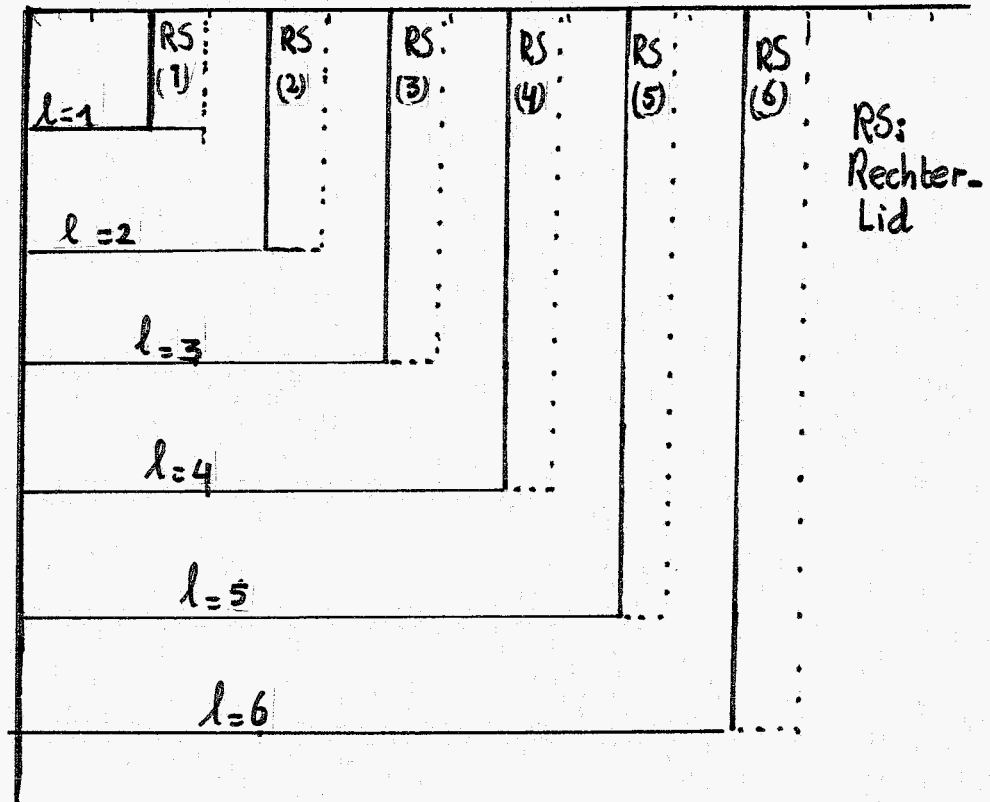 RS RS RS RS RS RS
(1) (2) (3) (4) (5) (6)
l=1
RS:
Rechter-
Lid
l=2
l=3
l=4
l=5
l=6